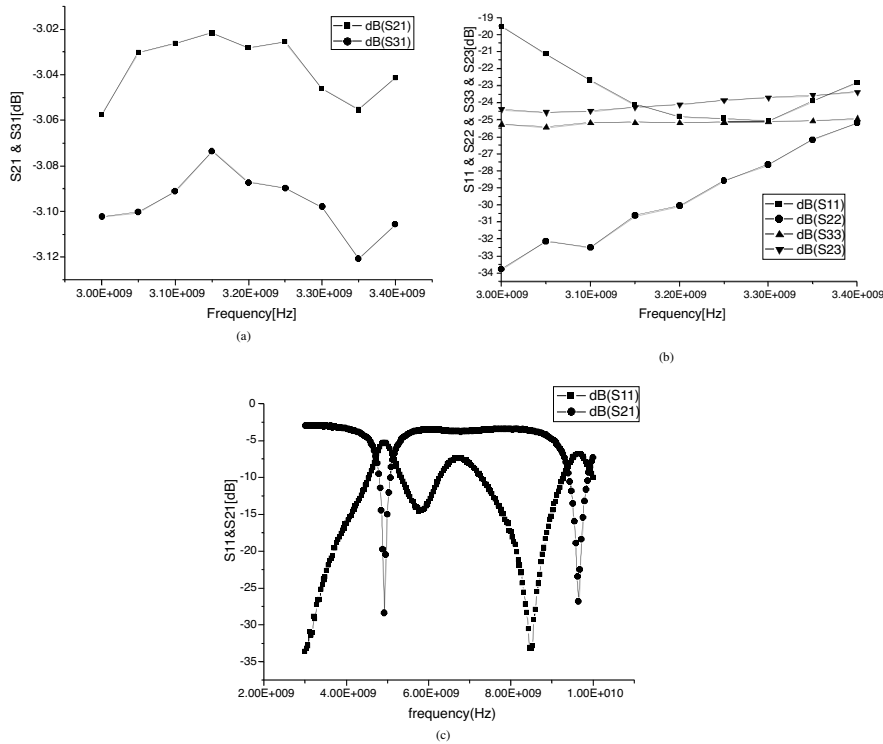 dB(S21)
dB(S31)
-3.02
-3.04
-3.06
-3.08
-3.10
-3.12
S21 & S31[dB]
3.00E+009 3.10E+009 3.20E+009 3.30E+009 3.40E+009
Frequency[Hz]
(a)
-19
-20
-21
-22
-23
-24
-25
-26
-27
-28
-29
-30
-31
-32
-33
-34
S11 & S22 & S33 & S23[dB]
dB(S11)
dB(S22)
dB(S33)
dB(S23)
3.00E+009 3.10E+009 3.20E+009 3.30E+009 3.40E+009
Frequency[Hz]
(b)
dB(S11)
dB(S21)
0
-5
-10
-15
-20
-25
-30
-35
S11&S21[dB]
2.00E+009 4.00E+009 6.00E+009 8.00E+009 1.00E+010
frequency(Hz)
(c)